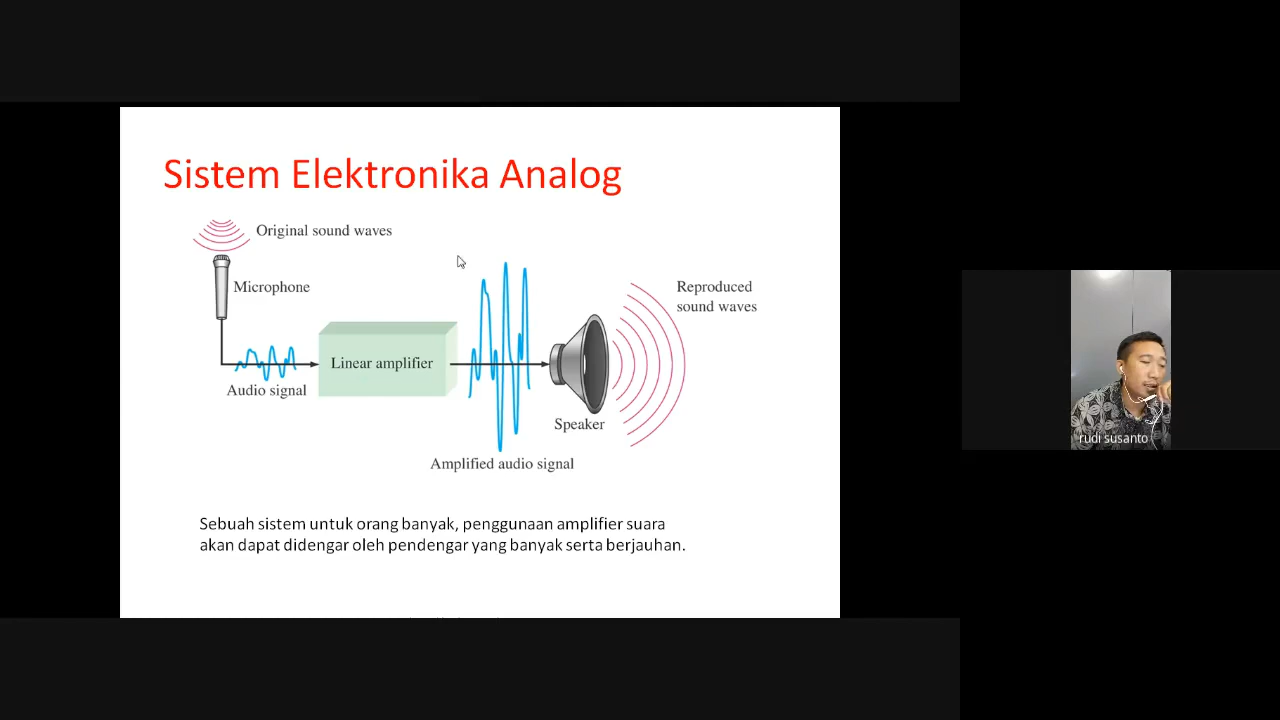 Sistem Elektronika Analog
Original sound waves
Microphone
Reproduced
sound waves
Linear amplifier
Audio signal
Speaker
Amplified audio signal
Sebuah sistem untuk orang banyak, penggunaan amplifier suara
akan dapat didengar oleh pendengar yang banyak serta berjauhan.
rudi susanto